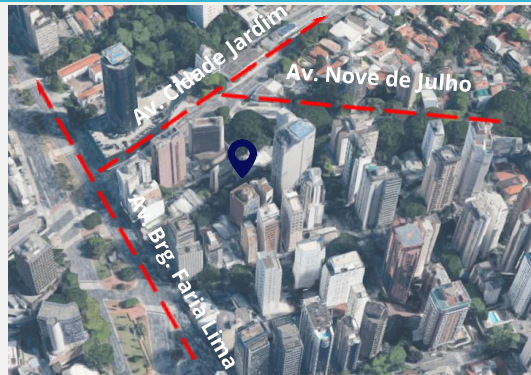 Av. Cidade Jardim
Av. Nove de Julho
Av. Brg. Faria Lima